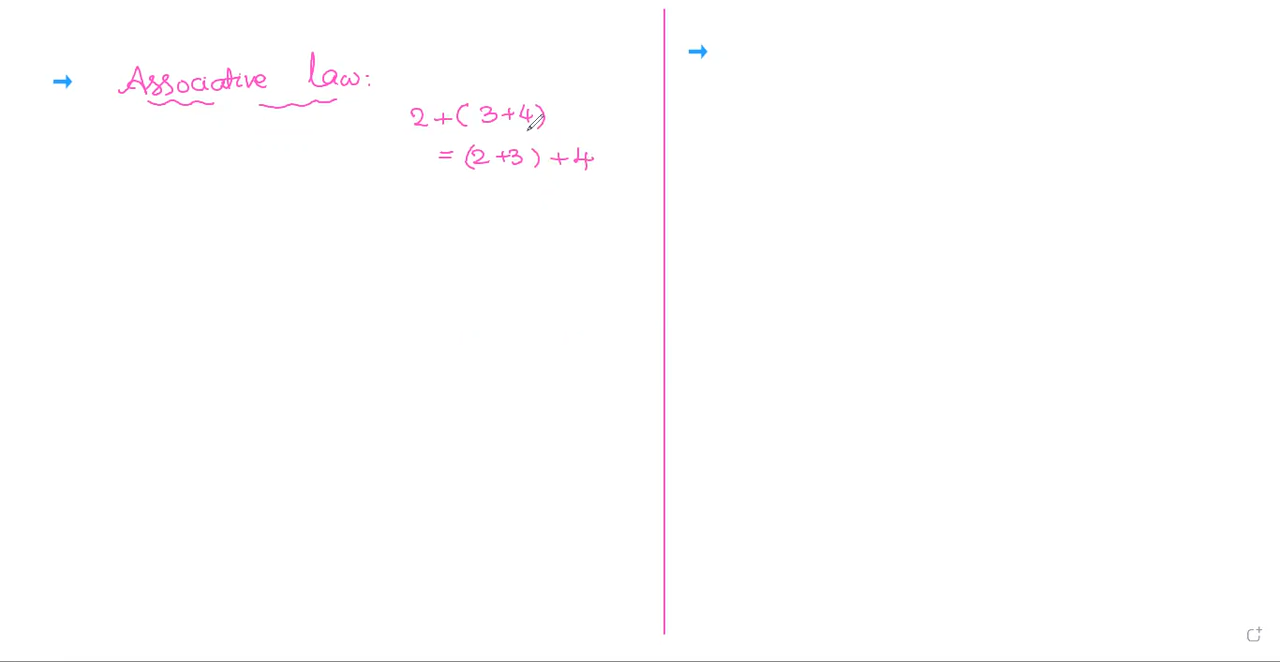 → Associative law:
2+(3+4)
=(2+3)+4
→